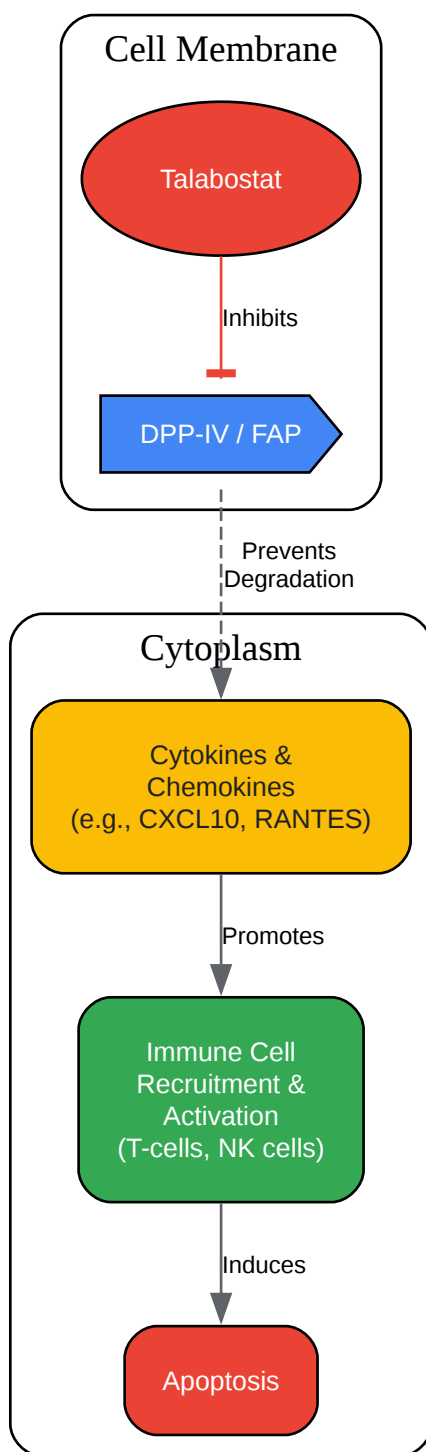 Cell Membrane
Talabostat
Inhibits
DPP-IV / FAP
Prevents
Degradation
Cytoplasm
Cytokines &
Chemokines
(e.g., CXCL10, RANTES)
Promotes
Immune Cell
Recruitment &
Activation
(T-cells, NK cells)
Induces
Apoptosis